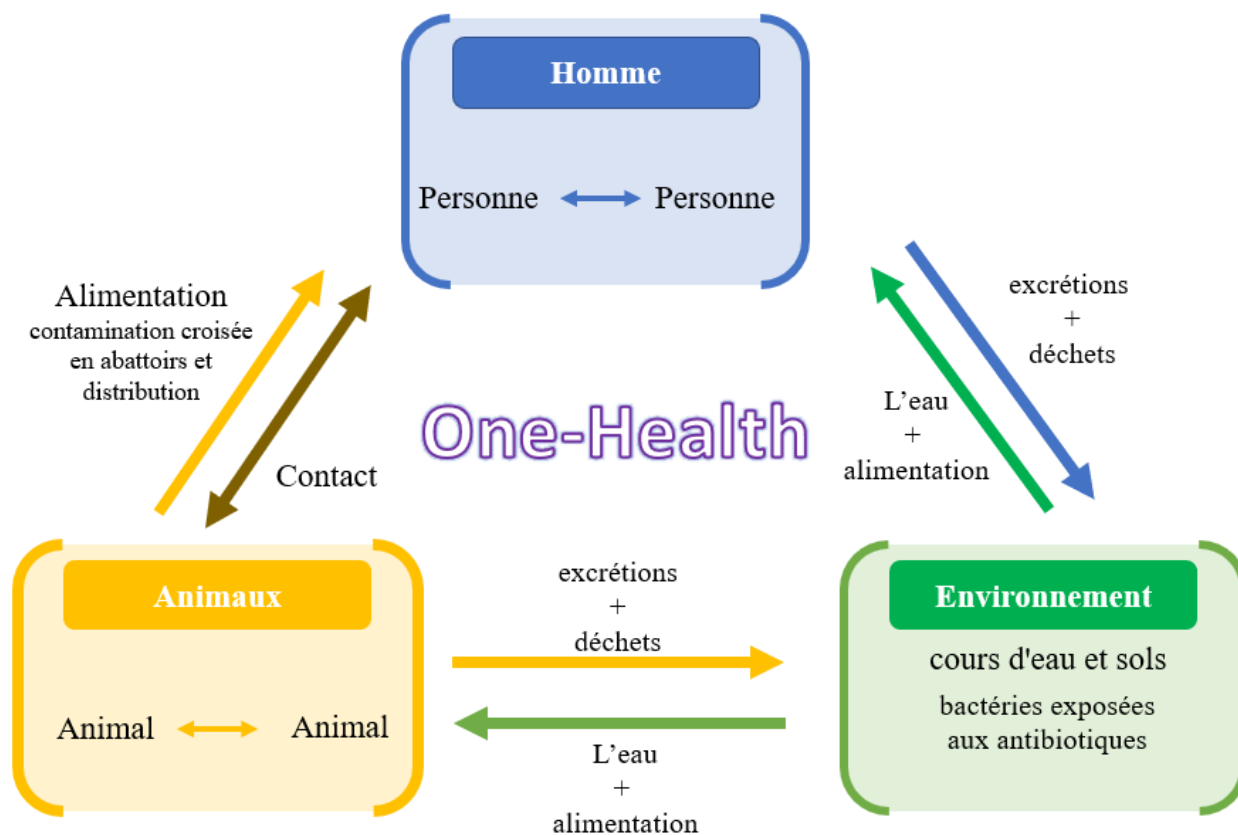 Homme
Personne Personne
Alimentation
contamination croisée
en abattoirs et
distribution
excrétions
+
déchets
One-Health
L’eau
+
alimentation
Contact
Animaux
Animal Animal
excrétions
+
déchets
L’eau
+
alimentation
Environnement
cours d'eau et sols
bactéries exposées
aux antibiotiques